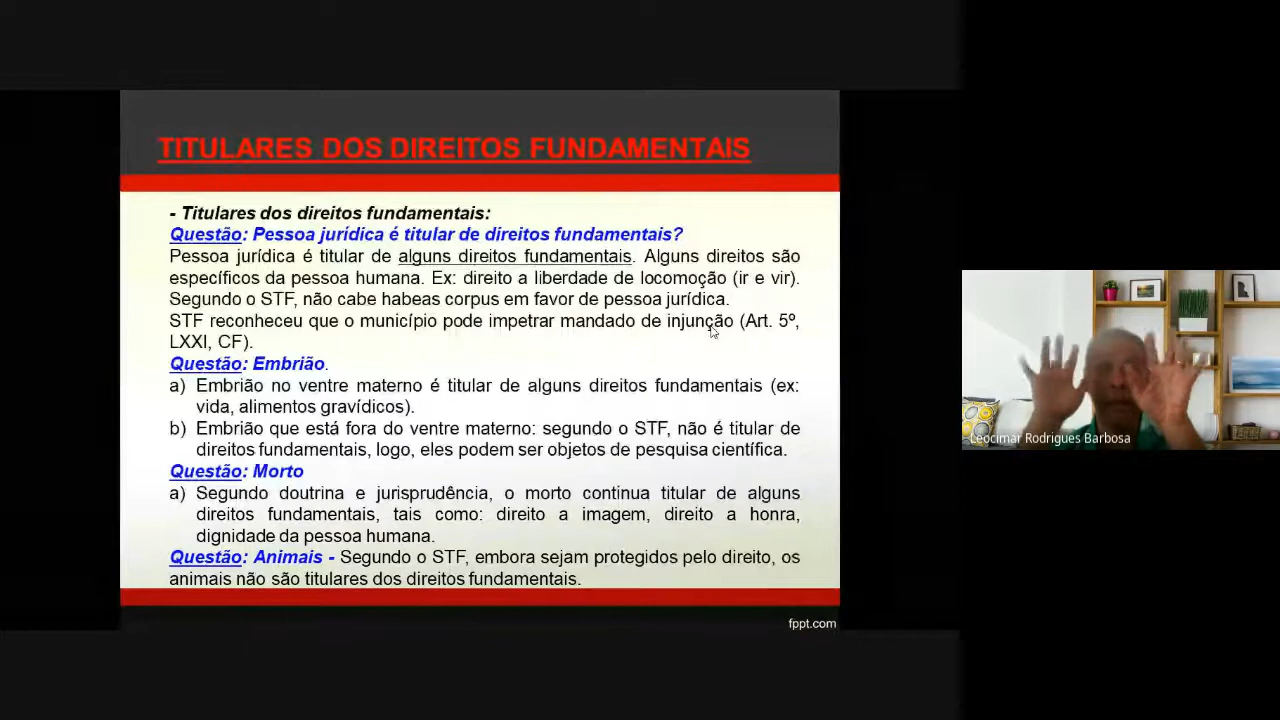 TITULARES DOS DIREITOS FUNDAMENTAIS
- Titulares dos direitos fundamentais:
Questão: Pessoa jurídica é titular de direitos fundamentais?
Pessoa jurídica é titular de alguns direitos fundamentais. Alguns direitos são
específicos da pessoa humana. Ex: direito a liberdade de locomoção (ir e vir).
Segundo o STF, não cabe habeas corpus em favor de pessoa jurídica.
STF reconheceu que o município pode impetrar mandado de injunção (Art. 5º,
LXXI, CF).
Questão: Embrião.
a) Embrião no ventre materno é titular de alguns direitos fundamentais (ex:
vida, alimentos gravídicos).
b) Embrião que está fora do ventre materno: segundo o STF, não é titular de
direitos fundamentais, logo, eles podem ser objetos de pesquisa científica.
Questão: Morto
a) Segundo doutrina e jurisprudência, o morto continua titular de alguns
direitos fundamentais, tais como: direito a imagem, direito a honra,
dignidade da pessoa humana.
Questão: Animais - Segundo o STF, embora sejam protegidos pelo direito, os
animais não são titulares dos direitos fundamentais.
fppt.com
Leocimar Rodrigues Barbosa